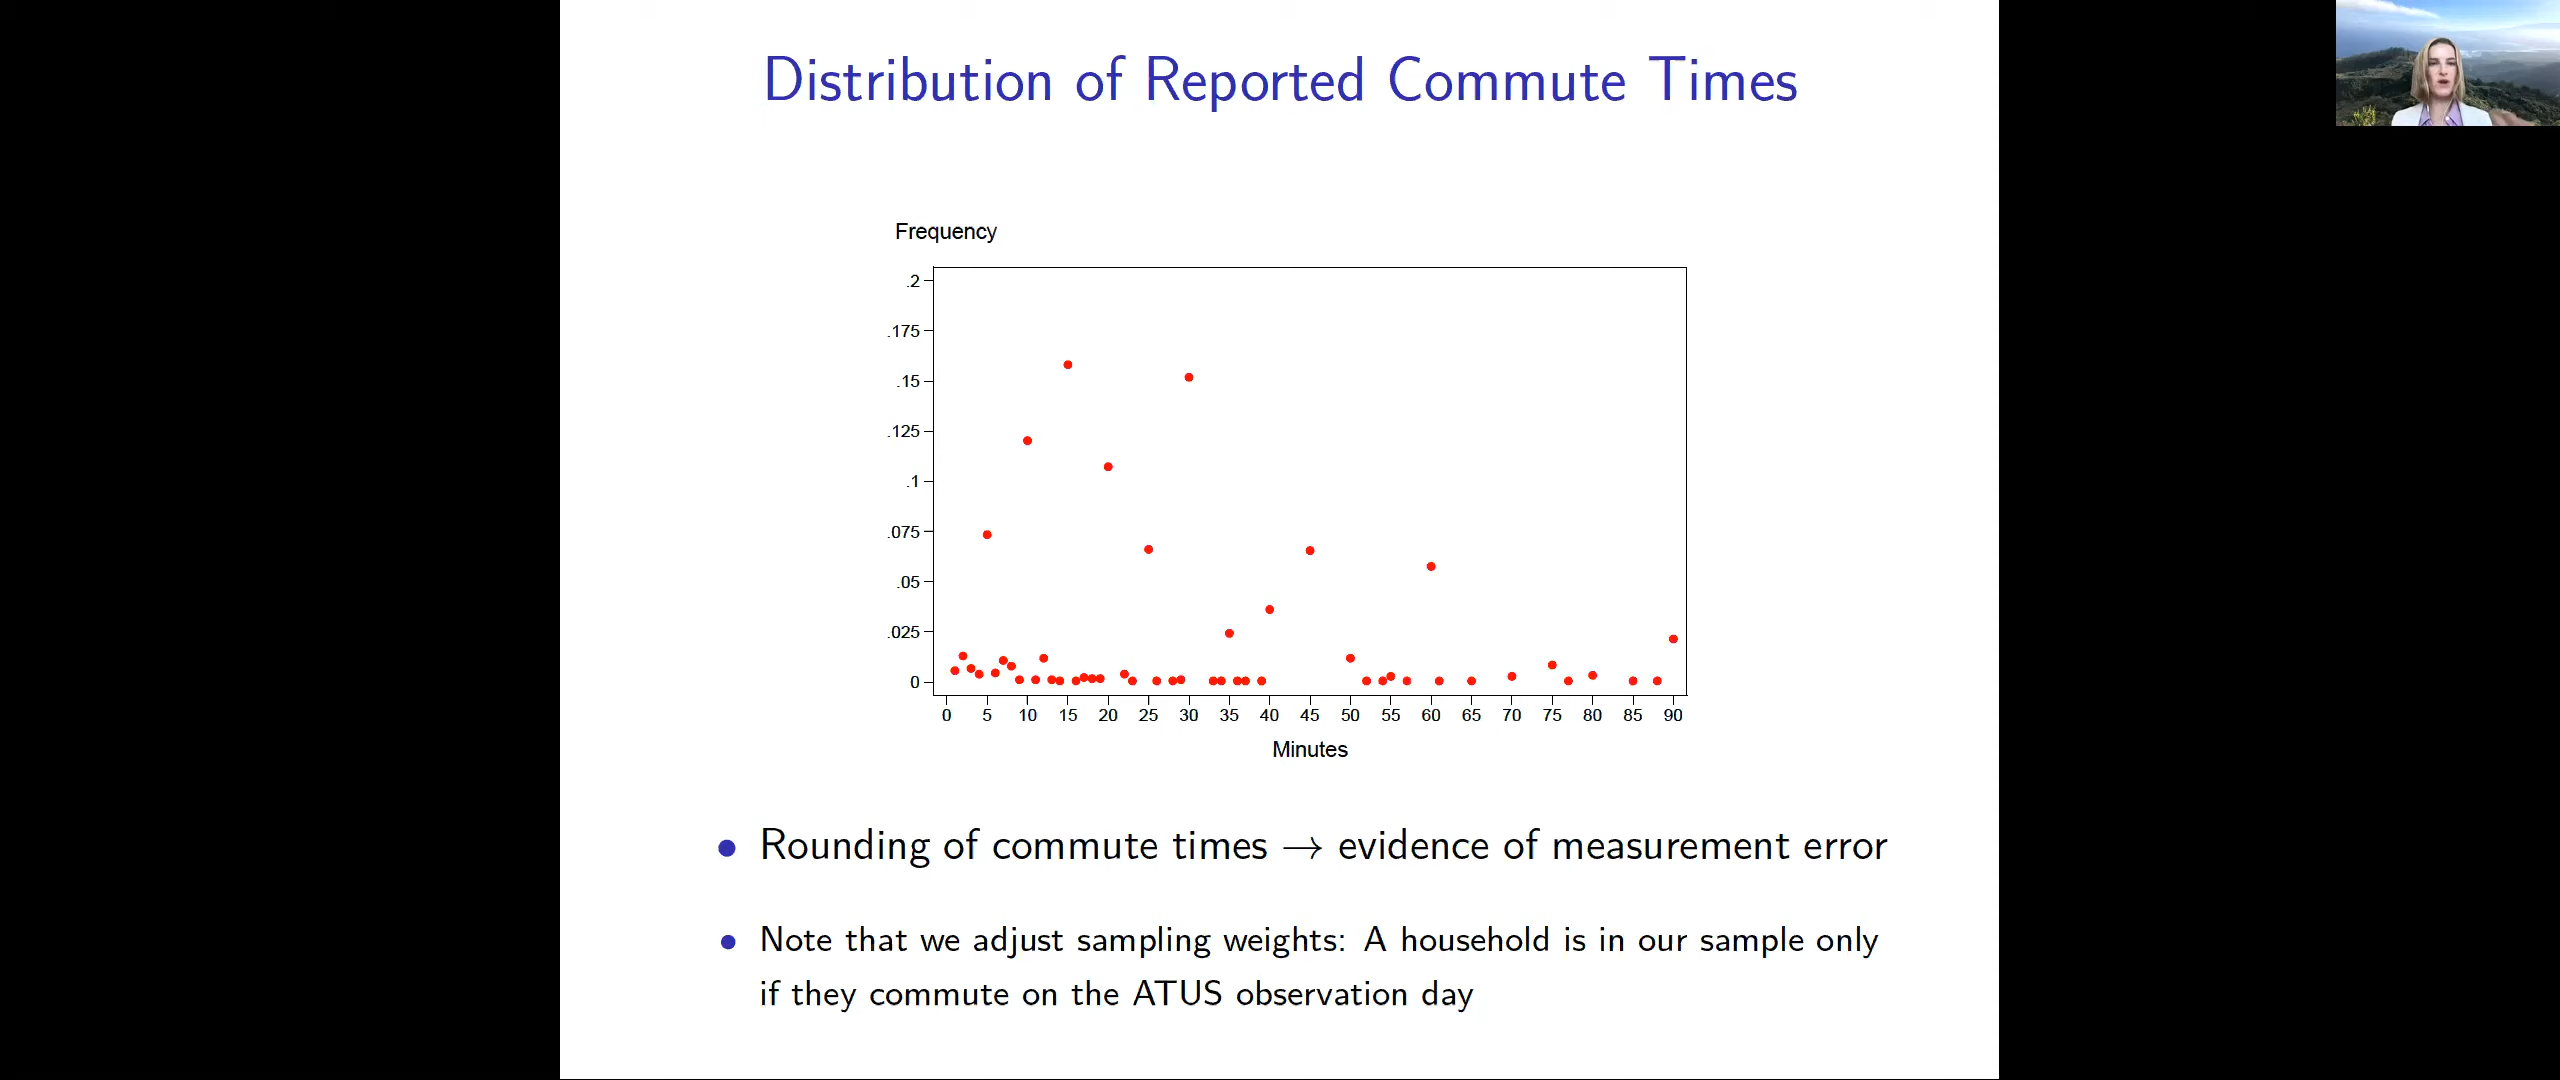 Distribution of Reported Commute Times
Frequency
.2
.175
.15
.125
.1
.075
.05
.025
0
0 5 10 15 20 25 30 35 40 45 50 55 60 65 70 75 80 85 90
Minutes
• Rounding of commute times → evidence of measurement error
• Note that we adjust sampling weights: A household is in our sample only
if they commute on the ATUS observation day